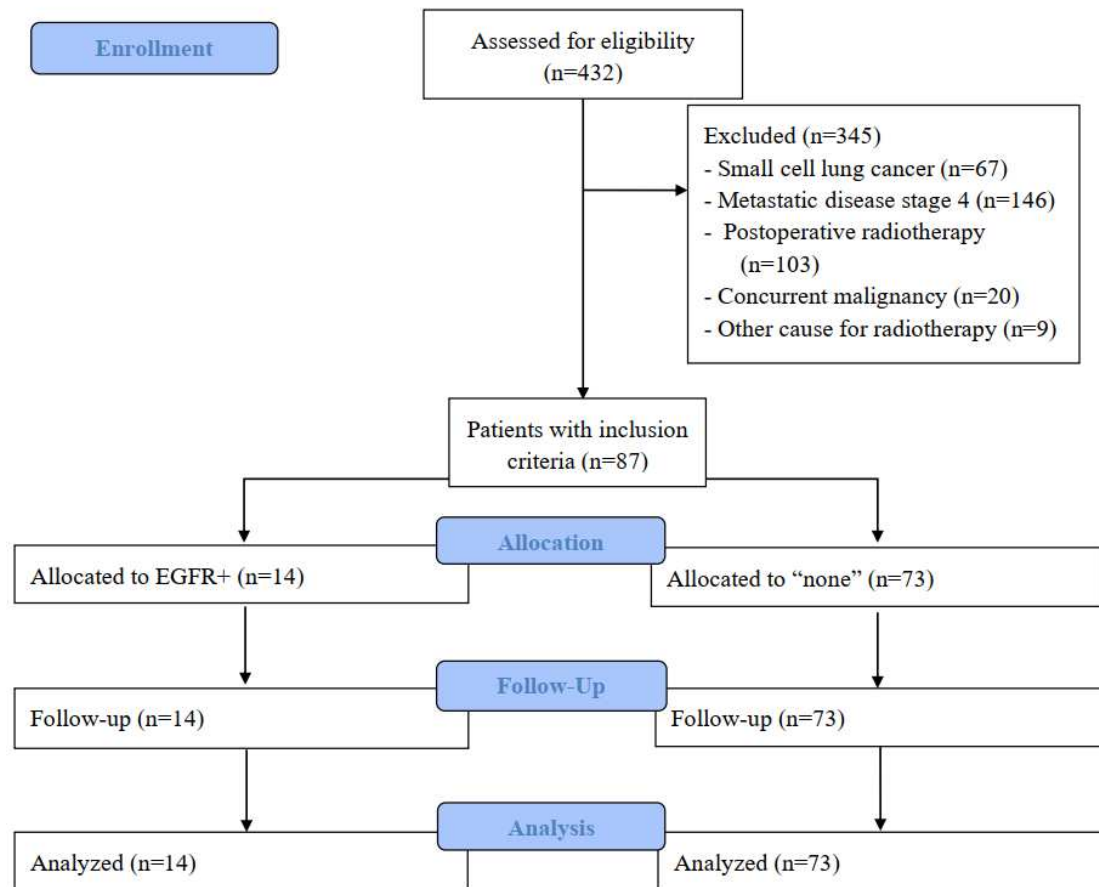 Enrollment
Assessed for eligibility
(n=432)
Excluded (n=345)
- Small cell lung cancer (n=67)
- Metastatic disease stage 4 (n=146)
- Postoperative radiotherapy
(n=103)
- Concurrent malignancy (n=20)
- Other cause for radiotherapy (n=9)
Patients with inclusion
criteria (n=87)
Allocation
Allocated to EGFR+ (n=14)
Allocated to “none” (n=73)
Follow-Up
Follow-up (n=14)
Follow-up (n=73)
Analysis
Analyzed (n=14)
Analyzed (n=73)